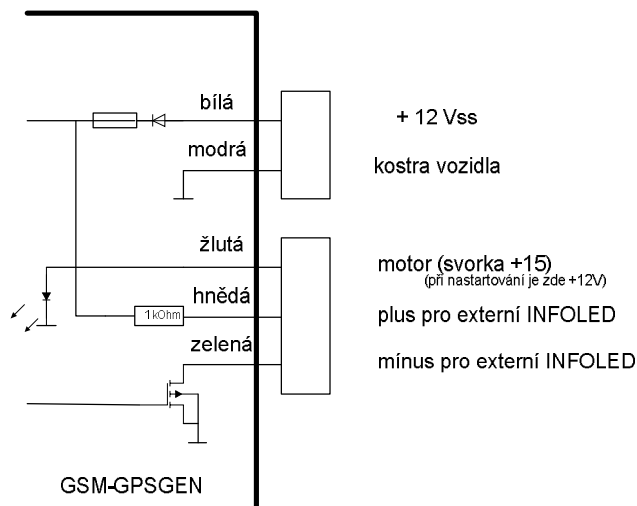 bílá
+ 12 Vss
modrá
kostra vozidla
žlutá
motor (svorka +15)
(při nastartování je zde +12V)
hnědá
1kOhm
plus pro externí INFOLED
zelená
mínus pro externí INFOLED
GSM-GPSGEN